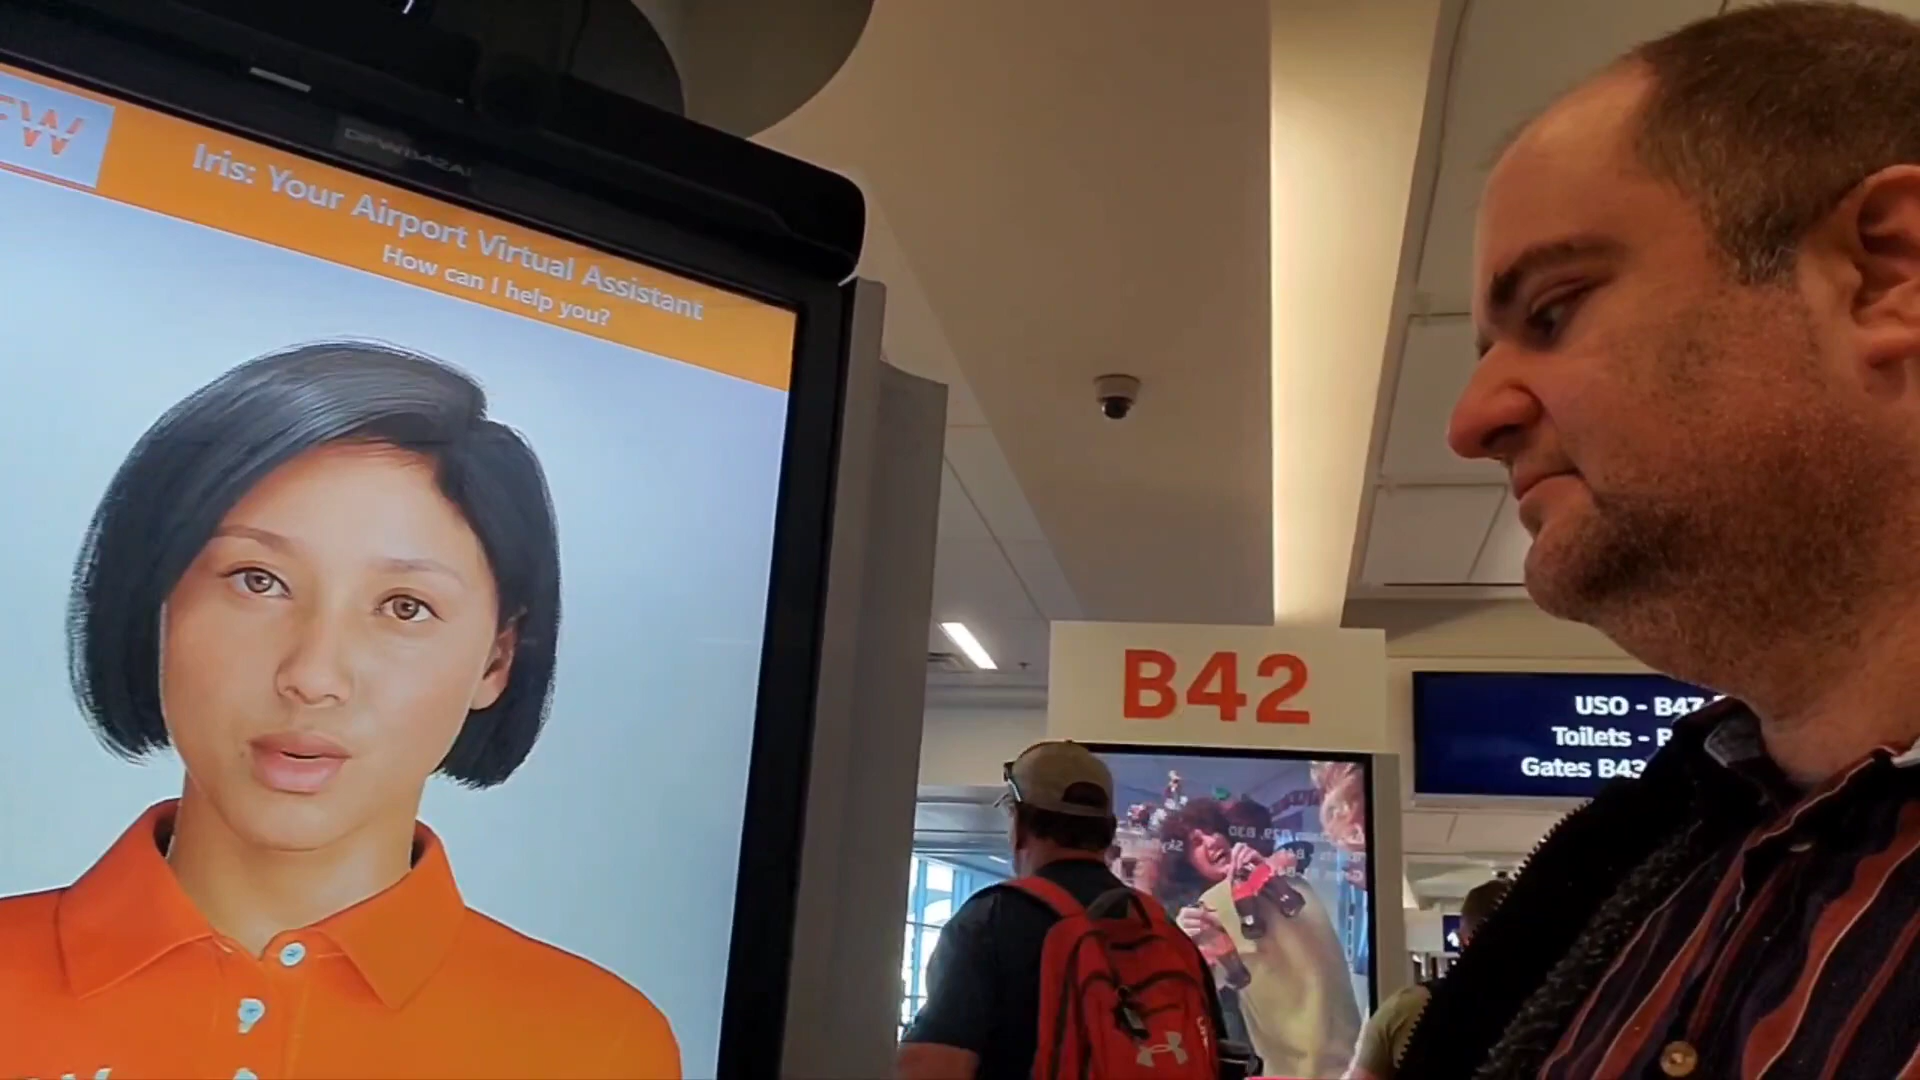 FW
Iris: Your Airport Virtual Assistant
How can I help you?
B42
USO - B47
Toilets -
Gates B43